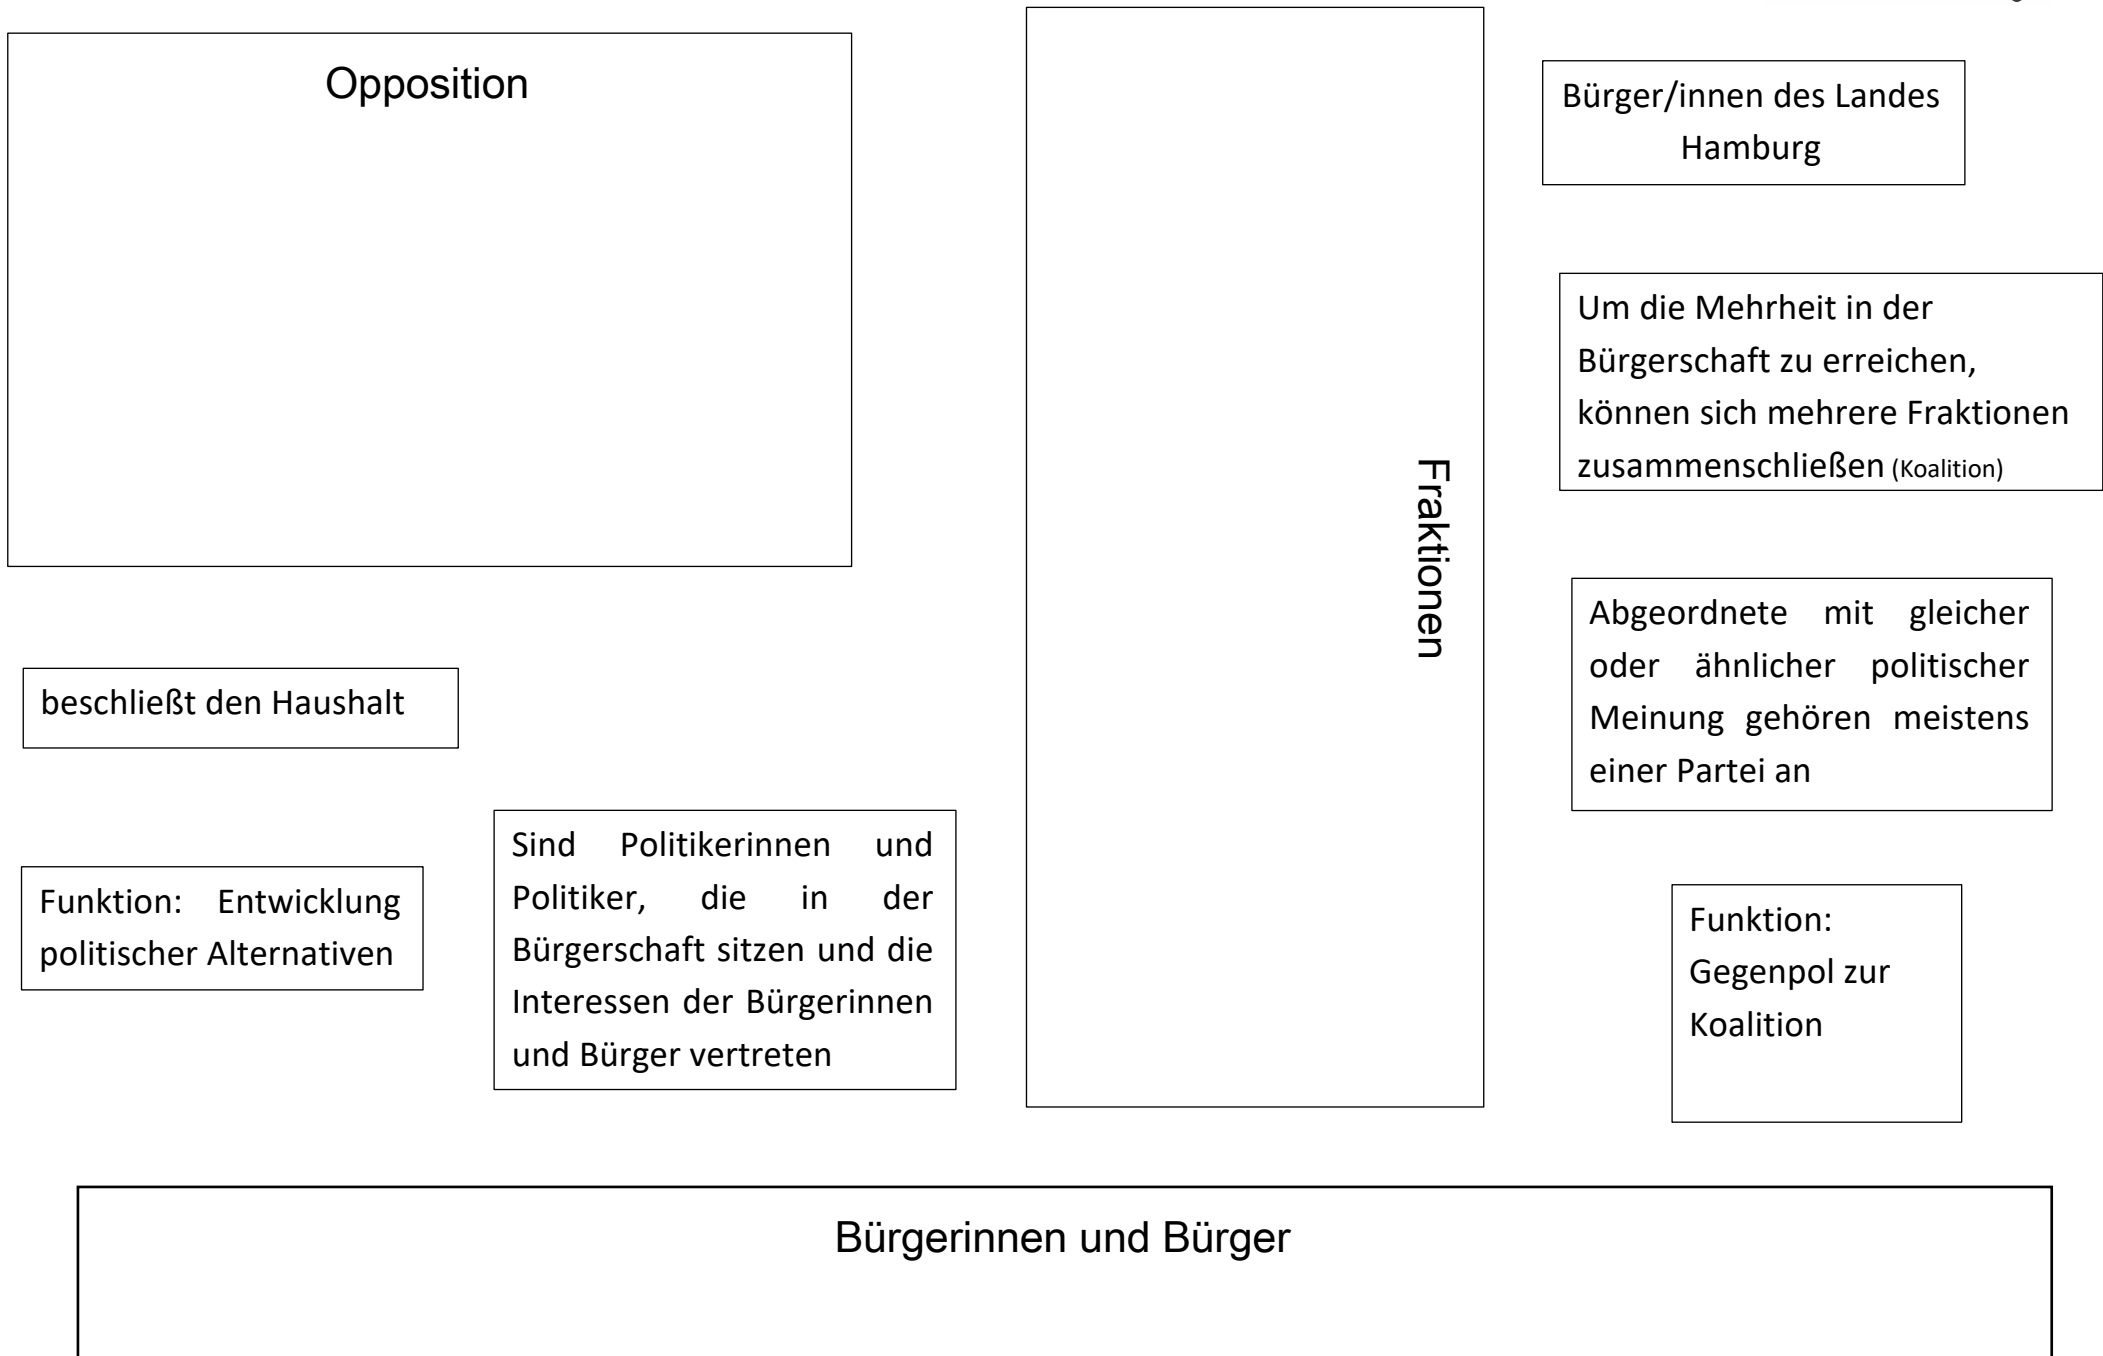 Opposition
Bürger/innen des Landes
Hamburg
Um die Mehrheit in der
Bürgerschaft zu erreichen,
können sich mehrere Fraktionen
zusammenschließen (Koalition)
Fraktionen
Abgeordnete mit gleicher
oder ähnlicher politischer
Meinung gehören meistens
einer Partei an
beschließt den Haushalt
Funktion: Entwicklung
politischer Alternativen
Sind Politikerinnen und
Politiker, die in der
Bürgerschaft sitzen und die
Interessen der Bürgerinnen
und Bürger vertreten
Funktion:
Gegenpol zur
Koalition
Bürgerinnen und Bürger